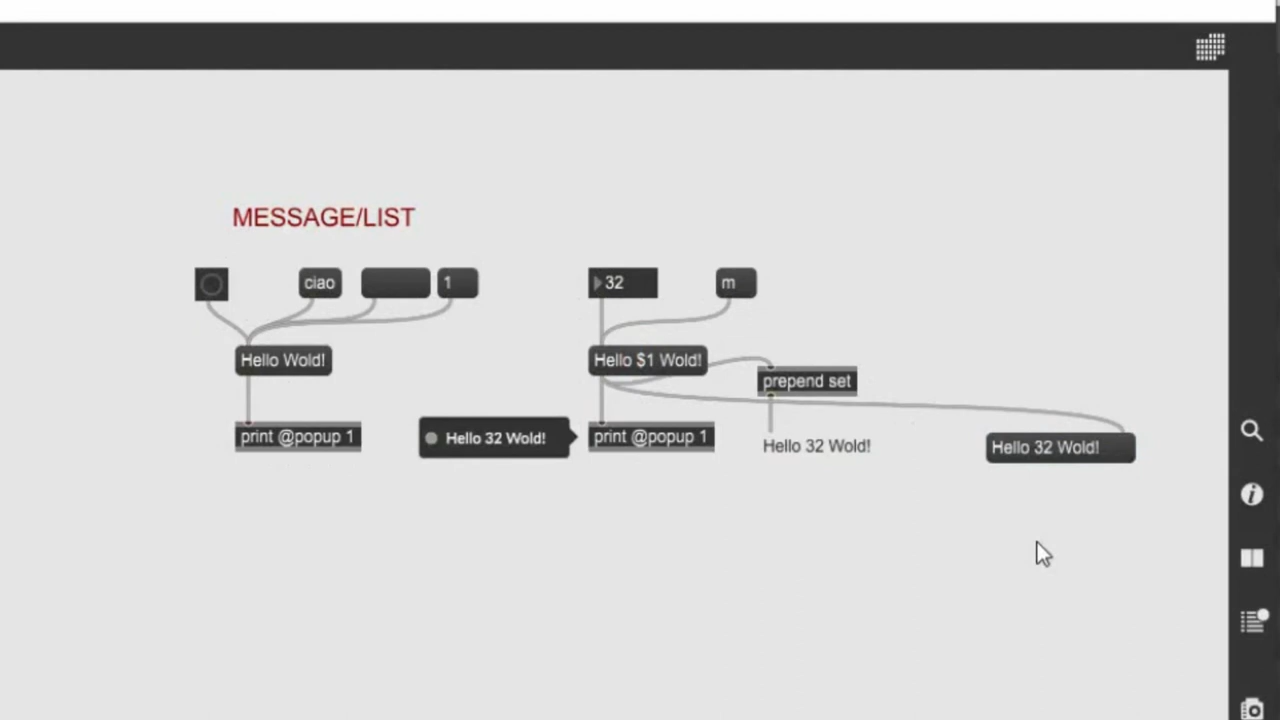 MESSAGE/LIST
ciao
1
32
m
Hello Wold!
Hello $1 Wold!
prepend set
print @popup 1
Hello 32 Wold!
print @popup 1
Hello 32 Wold!
Hello 32 Wold!